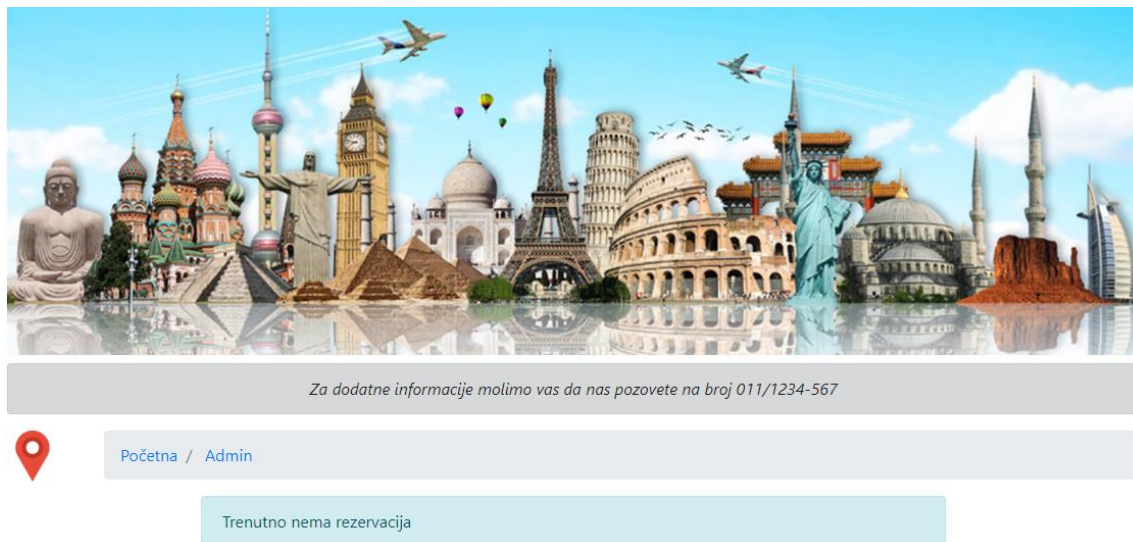 Za dodatne informacije molimo vas da nas pozovete na broj 011/1234-567
Početna / Admin
Trenutno nema rezervacija